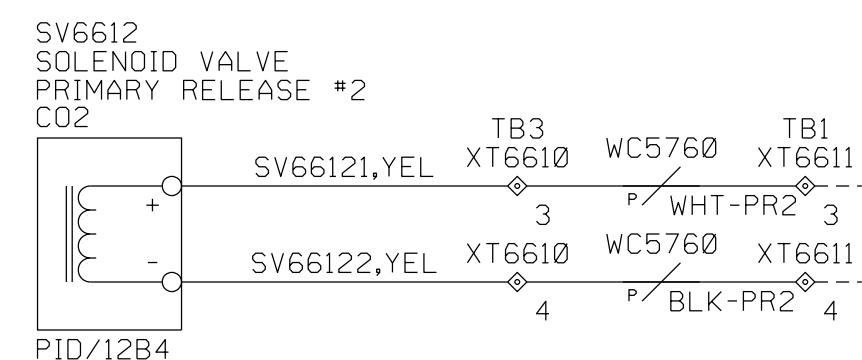 SV6612
SOLENOID VALVE
PRIMARY RELEASE #2
CO2
TB3
TB1
SV66121,YEL
XT6610
WC5760
XT6611
+
P
WHT-PR2
3
3
-
SV66122,YEL
XT6610
WC5760
XT6611
P
BLK-PR2
4
4
PID/12B4